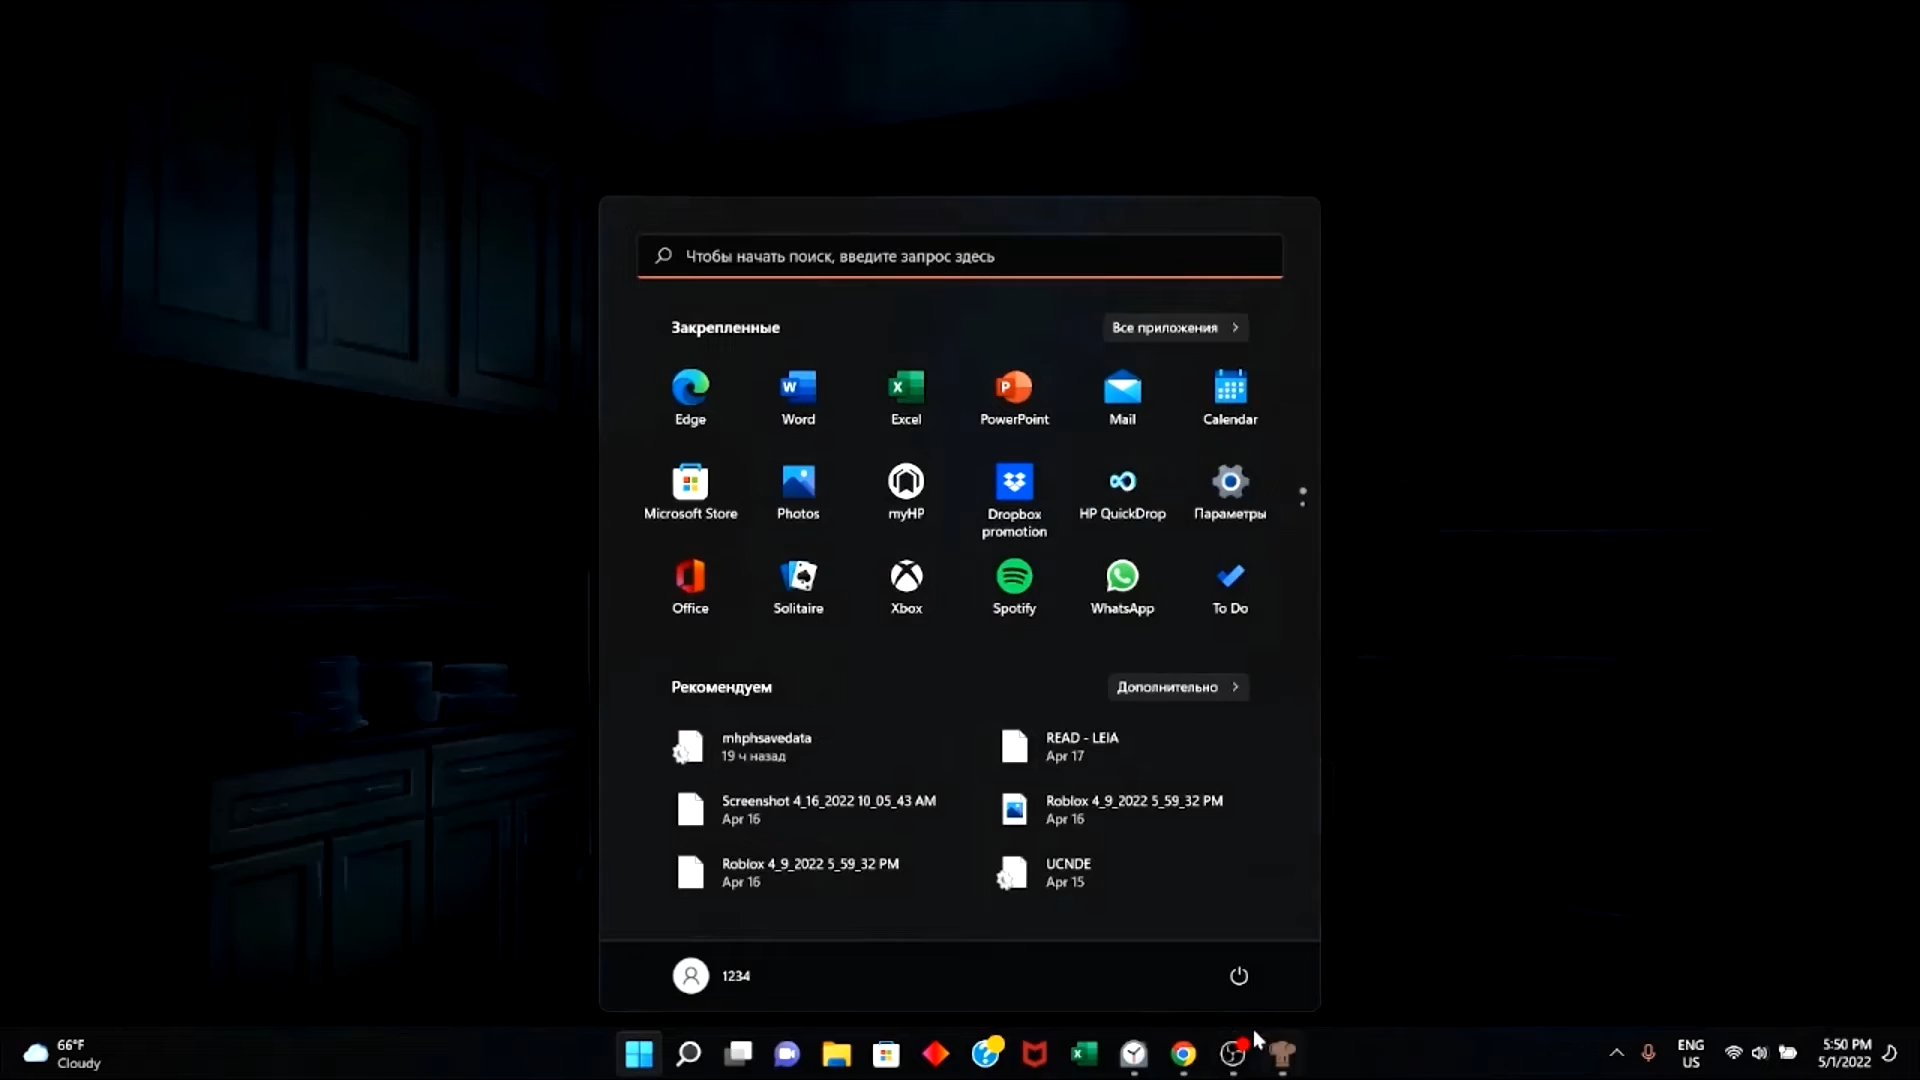 Чтобы начать поиск, введите запрос здесь
Закрепленные
Все приложения
Edge
Word
Excel
PowerPoint
Mail
Calendar
Microsoft Store
Photos
myHP
Dropbox
promotion
HP QuickDrop
Параметры
Office
Solitaire
Xbox
Spotify
WhatsApp
To Do
Рекомендуем
Дополнительно
mhphsavedata
19 ч назад
READ - LEIA
Apr 17
Screenshot 4_16_2022 10_05_43 AM
Apr 16
Roblox 4_9_2022 5_59_32 PM
Apr 16
Roblox 4_9_2022 5_59_32 PM
Apr 16
UCNDE
Apr 15
1234
66°F
Cloudy
ENG
US
5:50 PM
5/1/2022